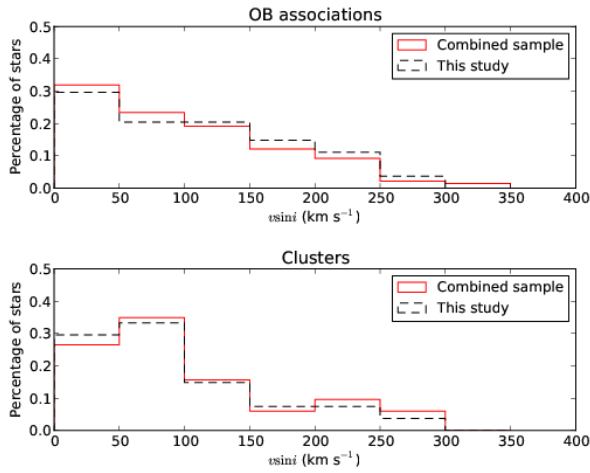 OB associations
0.5
0.4
0.3
0.2
0.1
0.0
Percentage of stars
Combined sample
This study
0 50 100 150 200 250 300 350 400
vsini (km s⁻¹)
Clusters
0.5
0.4
0.3
0.2
0.1
0.0
Percentage of stars
Combined sample
This study
0 50 100 150 200 250 300 350 400
vsini (km s⁻¹)